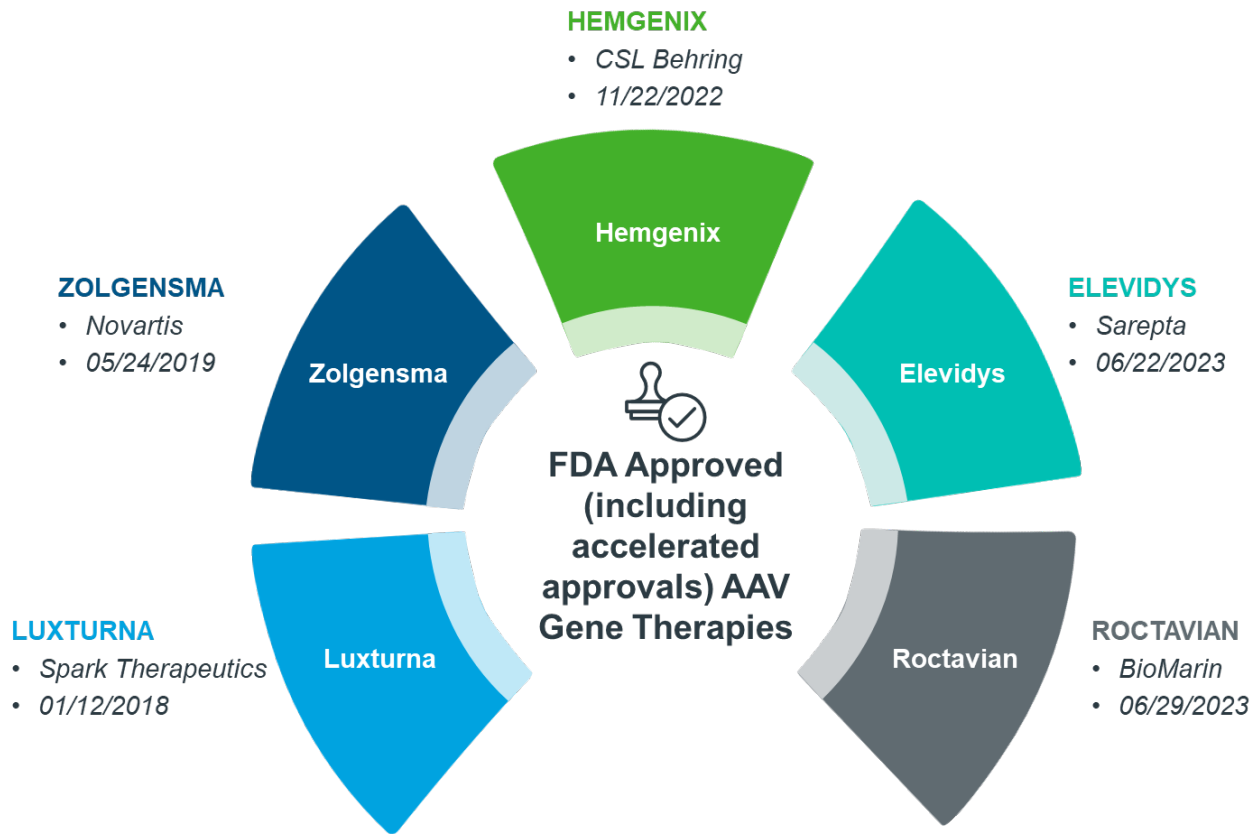 HEMGENIX
• CSL Behring
• 11/22/2022
Hemgenix
ZOLGENSMA
• Novartis
• 05/24/2019
Zolgensma
ELEVIDYS
• Sarepta
• 06/22/2023
Elevidys
FDA Approved
(including
accelerated
approvals) AAV
Gene Therapies
LUXTURNA
• Spark Therapeutics
• 01/12/2018
Luxturna
ROCTAVIAN
• BioMarin
• 06/29/2023
Roctavian